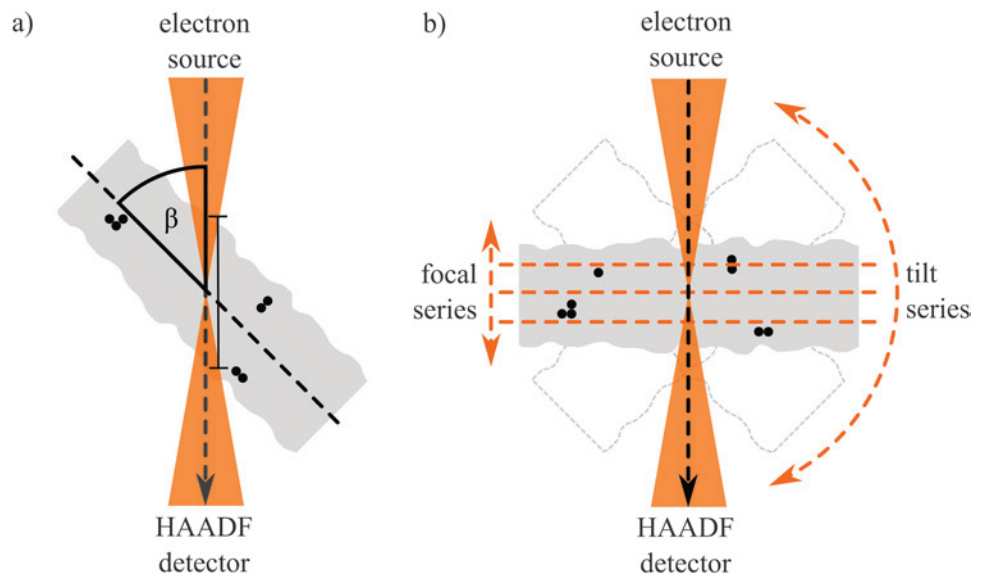 a)
electron
source
β
HAADF
detector
b)
electron
source
focal
series
tilt
series
HAADF
detector